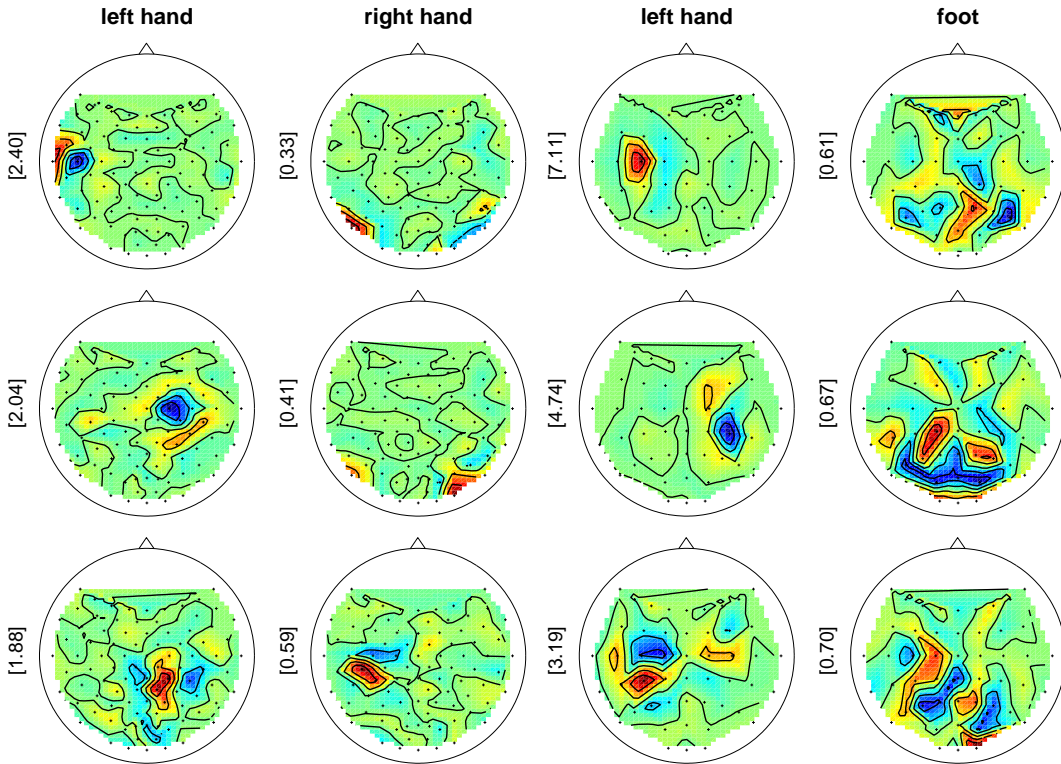 left hand right hand left hand foot
[2.40] [0.33] [7.11] [0.61]
[2.04] [0.41] [4.74] [0.67]
[1.88] [0.59] [3.19] [0.70]